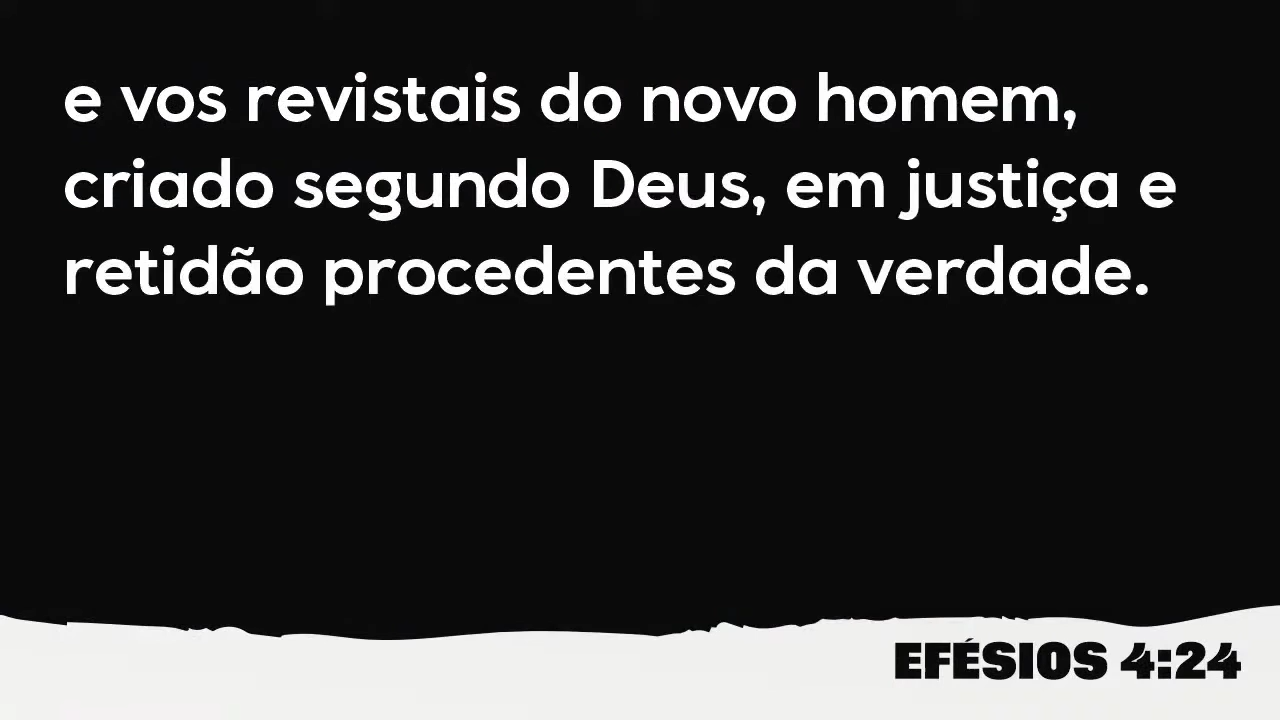 e vos revistais do novo homem,
criado segundo Deus, em justiça e
retidão procedentes da verdade.
EFÉSIOS 4:24